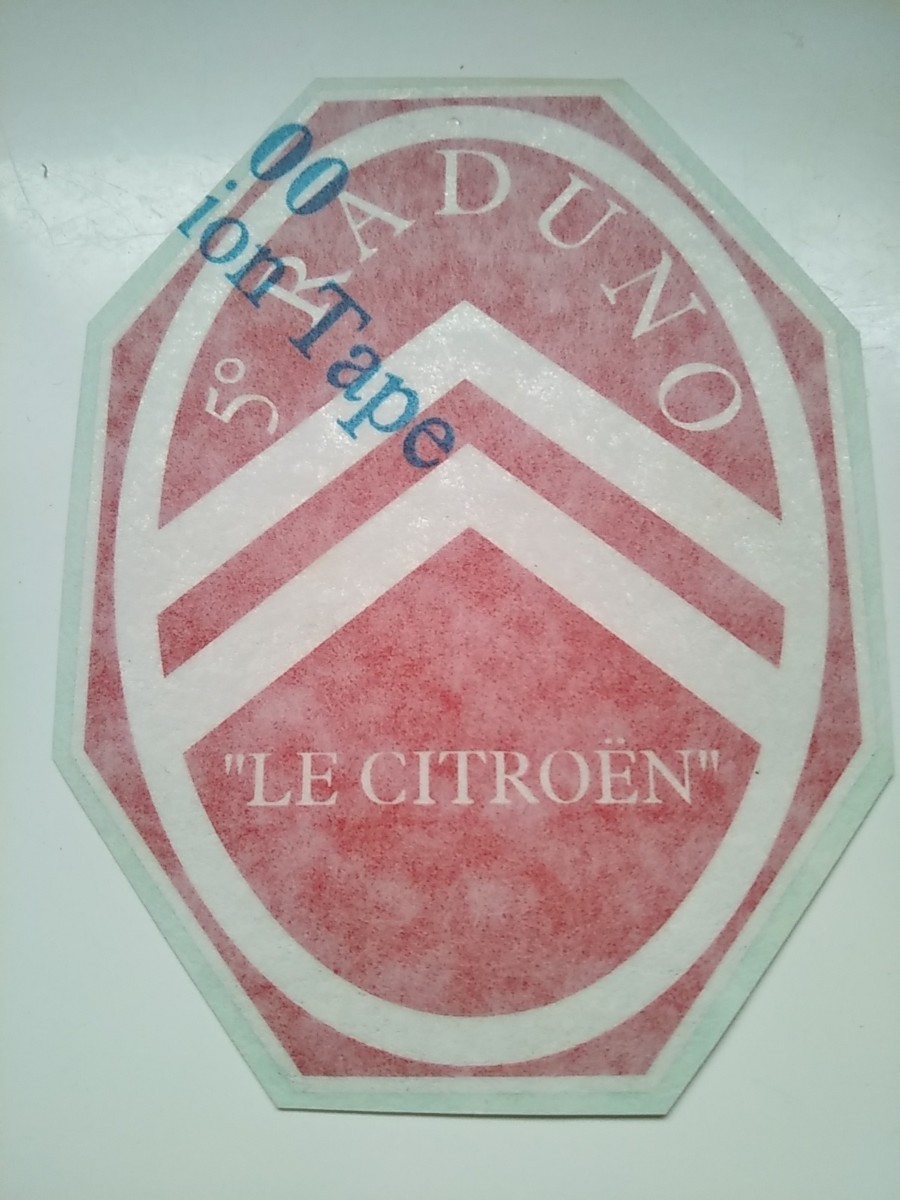 5° RADUNO
"LE CITROËN"
00
ion Tape